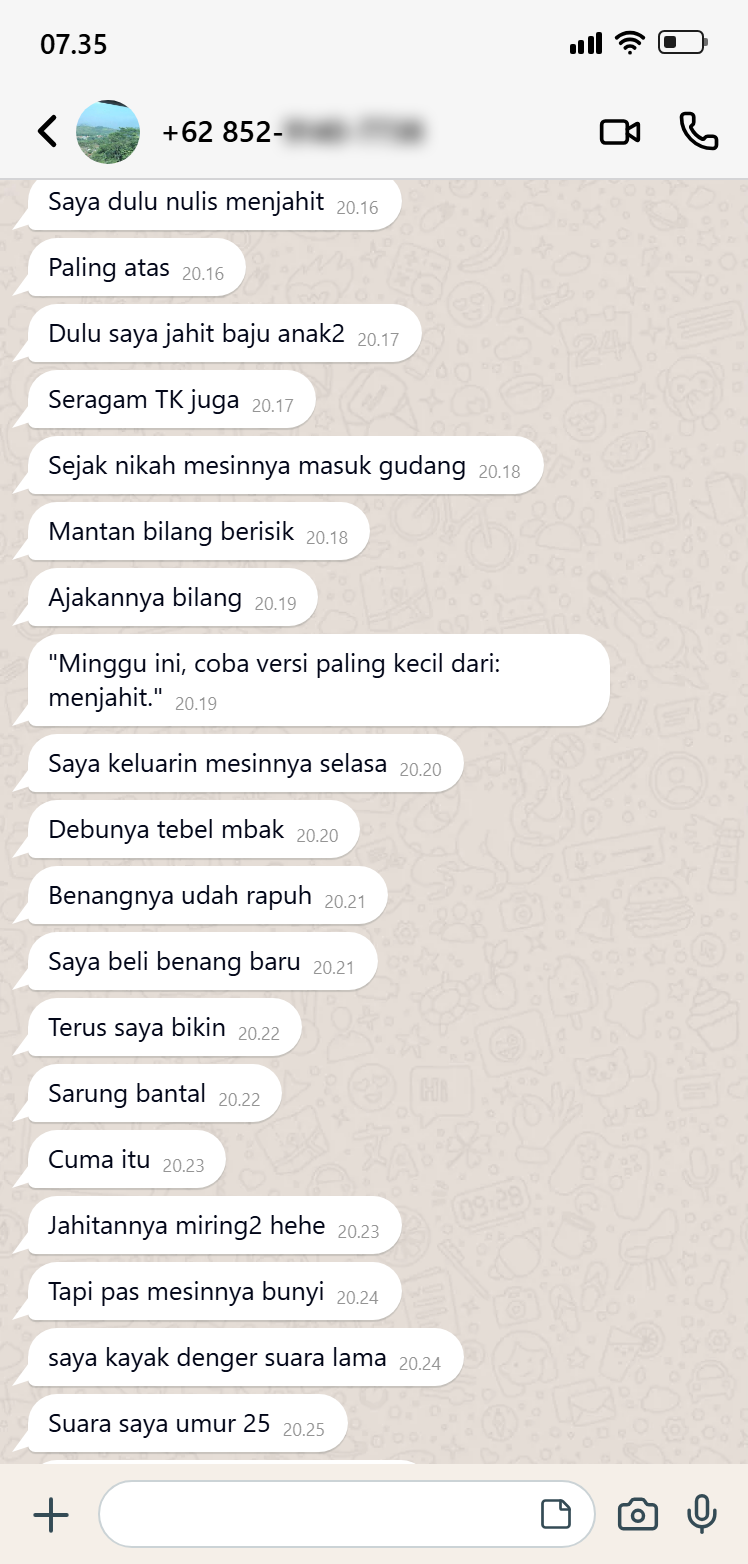 07.35
+62 852-
Saya dulu nulis menjahit 20.16
Paling atas 20.16
Dulu saya jahit baju anak2 20.17
Seragam TK juga 20.17
Sejak nikah mesinnya masuk gudang 20.18
Mantan bilang berisik 20.18
Ajakannya bilang 20.19
"Minggu ini, coba versi paling kecil dari:
menjahit." 20.19
Saya keluarin mesinnya selasa 20.20
Debunya tebel mbak 20.20
Benangnya udah rapuh 20.21
Saya beli benang baru 20.21
Terus saya bikin 20.22
Sarung bantal 20.22
Cuma itu 20.23
Jahitannya miring2 hehe 20.23
Tapi pas mesinnya bunyi 20.24
saya kayak denger suara lama 20.24
Suara saya umur 25 20.25